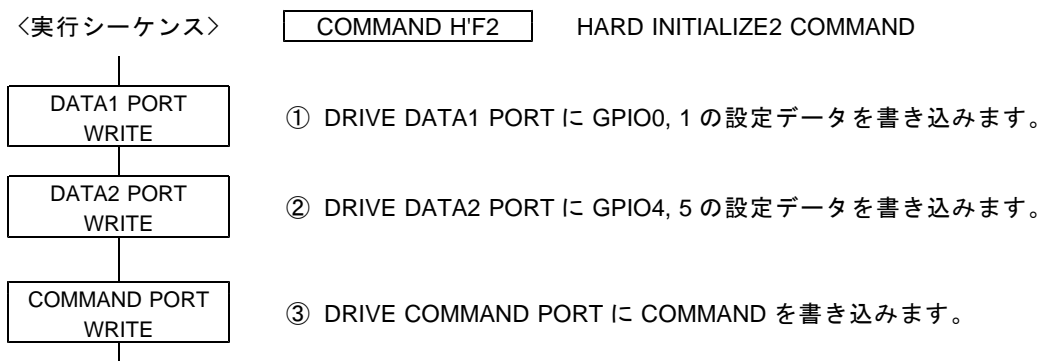 〈実行シーケンス〉 COMMAND H'F2 HARD INITIALIZE2 COMMAND
DATA1 PORT
WRITE
① DRIVE DATA1 PORT に GPIO0, 1 の設定データを書き込みます。
DATA2 PORT
WRITE
② DRIVE DATA2 PORT に GPIO4, 5 の設定データを書き込みます。
COMMAND PORT
WRITE
③ DRIVE COMMAND PORT に COMMAND を書き込みます。